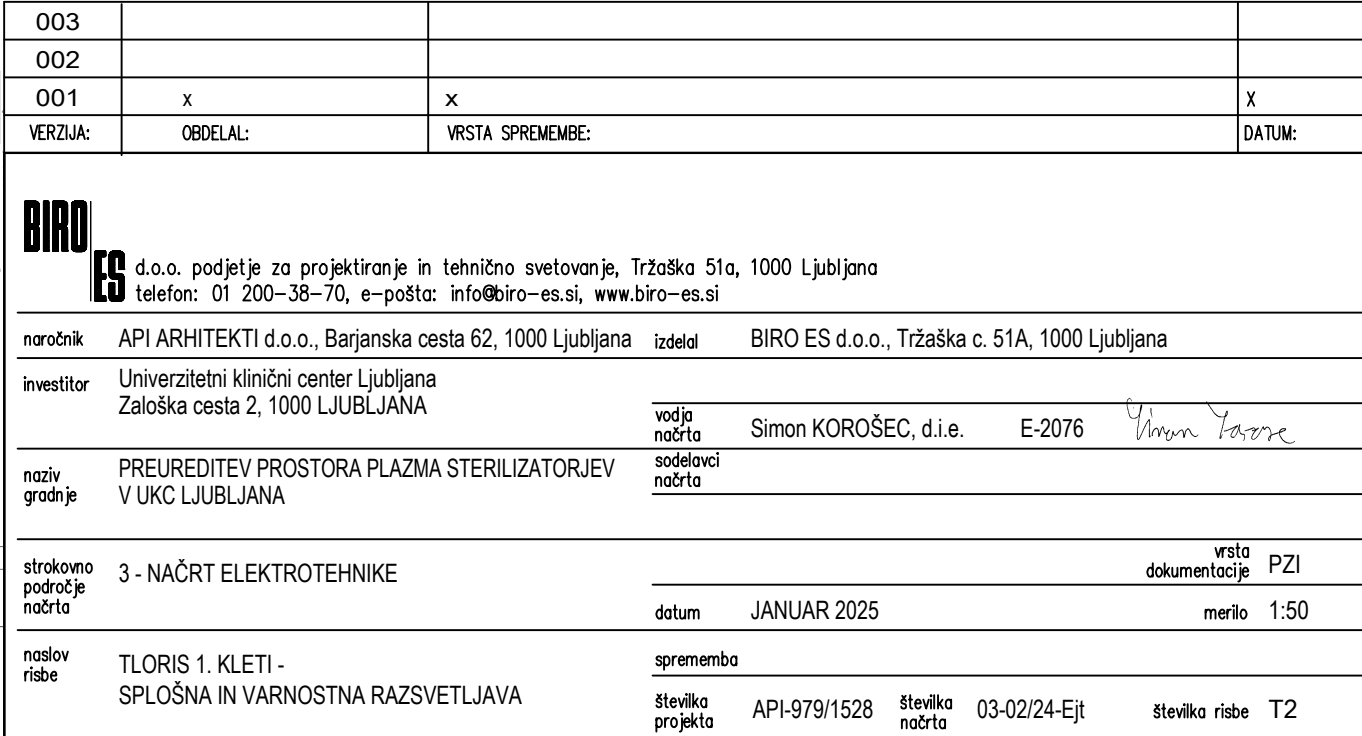 003
002
001 x x X
VERZIJA: OBDELAL: VRSTA SPREMEMBE: DATUM:
BIRO
ES d.o.o. podjetje za projektiranje in tehnično svetovanje, Tržaška 51a, 1000 Ljubljana
telefon: 01 200-38-70, e-pošta: info@biro-es.si, www.biro-es.si
naročnik API ARHITEKTI d.o.o., Barjanska cesta 62, 1000 Ljubljana izdelal BIRO ES d.o.o., Tržaška c. 51A, 1000 Ljubljana
investitor Univerzitetni klinični center Ljubljana
Zaloška cesta 2, 1000 LJUBLJANA
vodja
načrta Simon KOROŠEC, d.i.e. E-2076
naziv
gradnje PREUREDITEV PROSTORA PLAZMA STERILIZATORJEV
V UKC LJUBLJANA
sodelavci
načrta
strokovno
področje
načrta 3 - NAČRT ELEKTROTEHNIKE
vrsta
dokumentacije PZI
datum JANUAR 2025 merilo 1:50
naslov
risbe TLORIS 1. KLETI -
SPLOŠNA IN VARNOSTNA RAZSVETLJAVA
sprememba
številka
projekta API-979/1528 številka
načrta 03-02/24-Ejt številka risbe T2